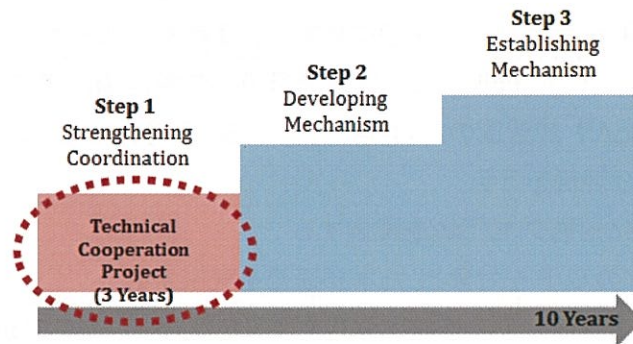 Step 1
Strengthening
Coordination
Step 2
Developing
Mechanism
Step 3
Establishing
Mechanism
Technical
Cooperation
Project
(3 Years)
10 Years